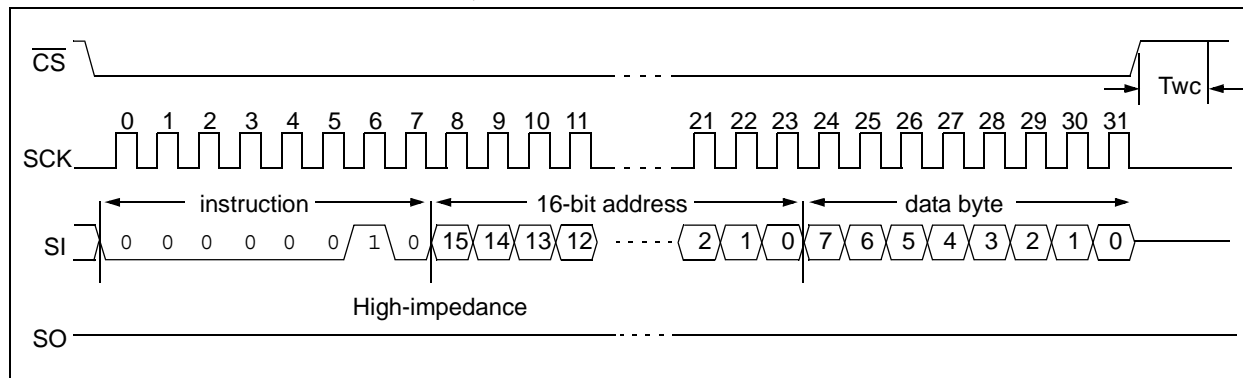 CS
Twc
0 1 2 3 4 5 6 7 8 9 10 11 21 22 23 24 25 26 27 28 29 30 31
SCK
instruction 16-bit address data byte
SI 0 0 0 0 0 0 1 0 15 14 13 12 2 1 0 7 6 5 4 3 2 1 0
High-impedance
SO